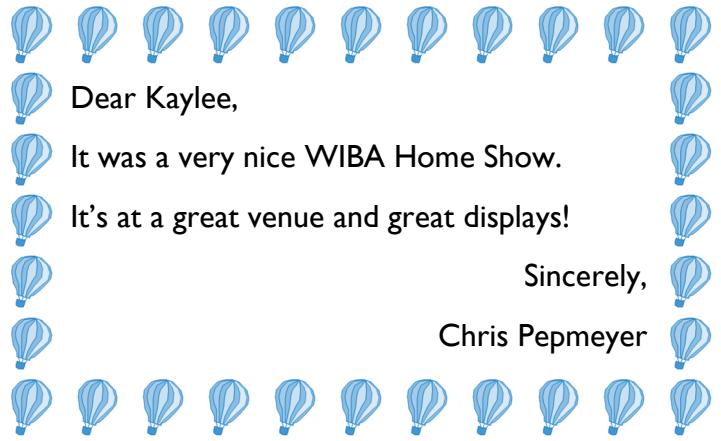 Dear Kaylee,
It was a very nice WIBA Home Show.
It’s at a great venue and great displays!
Sincerely,
Chris Pepmeyer